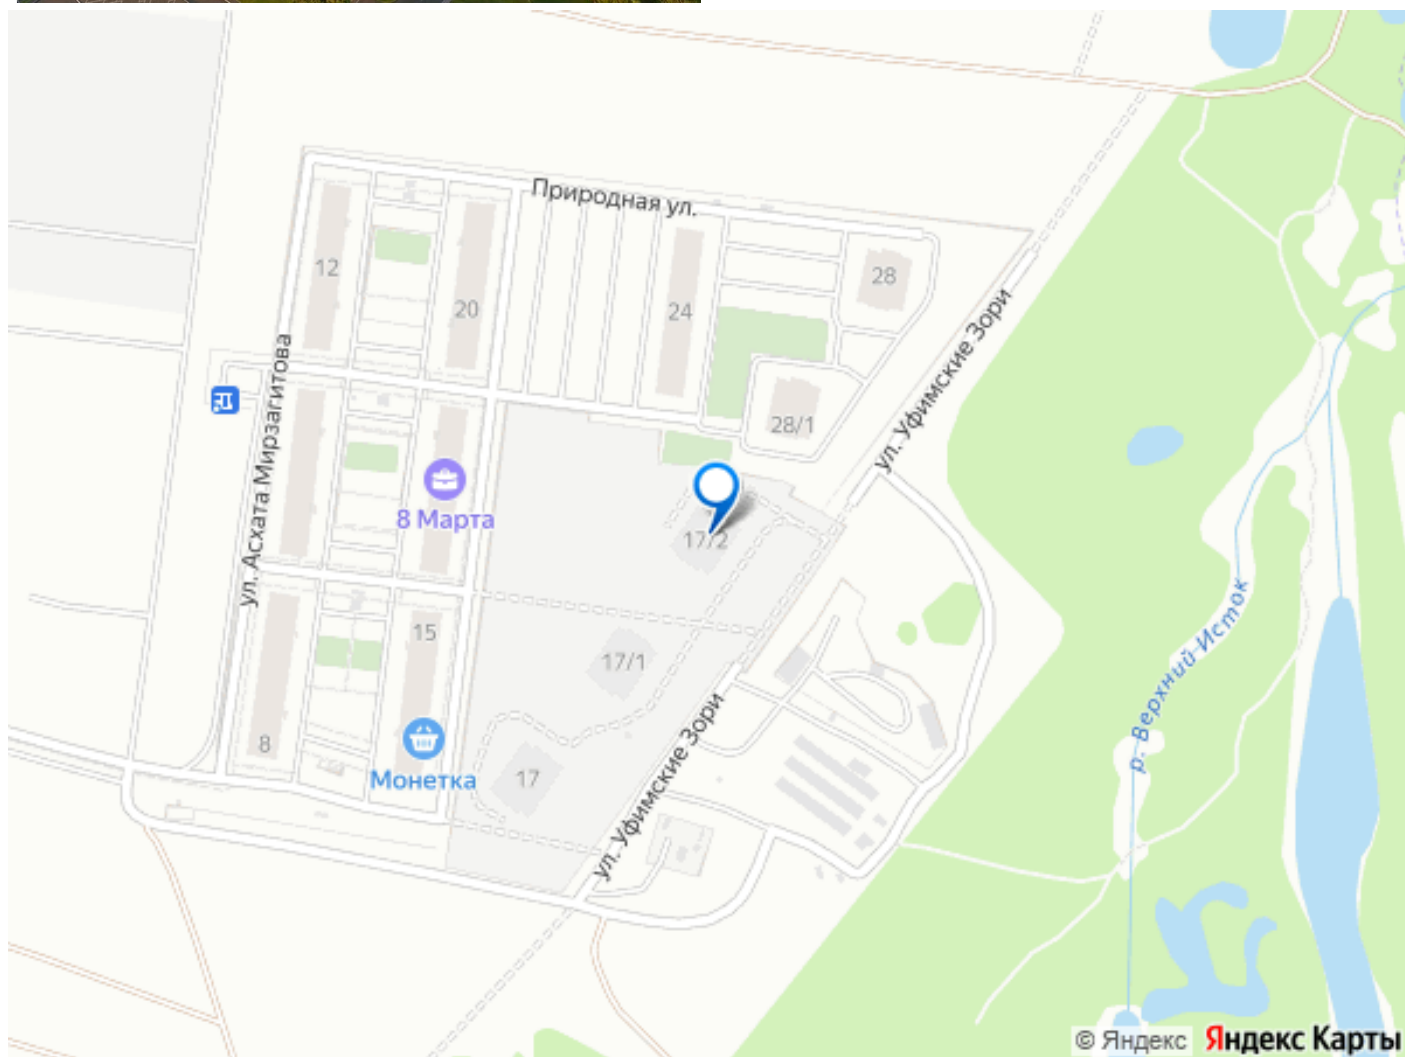 Природная ул.
12
20
24
28
28/1
ул. Асхата Мирзагитова
ул. Уфимские Зори
8 Марта
17/2
15
17/1
8
Монетка
17
ул. Уфимские Зори
р. Верхний Исток
© Яндекс Яндекс Карты